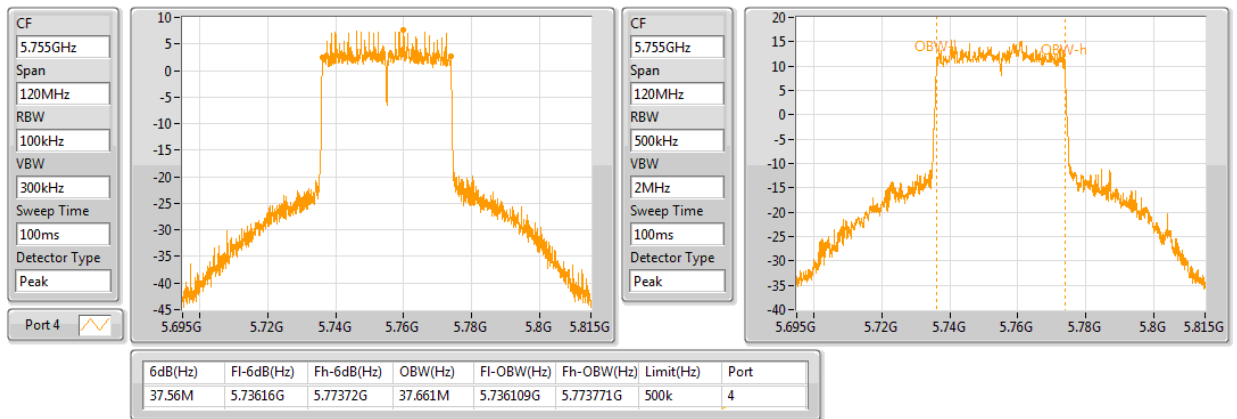 CF
5.755GHz
Span
120MHz
RBW
100kHz
VBW
300kHz
Sweep Time
100ms
Detector Type
Peak
Port 4
10
5
0
-5
-10
-15
-20
-25
-30
-35
-40
-45
5.695G 5.72G 5.74G 5.76G 5.78G 5.8G 5.815G
CF
5.755GHz
Span
120MHz
RBW
500kHz
VBW
2MHz
Sweep Time
100ms
Detector Type
Peak
20
15
10
5
0
-5
-10
-15
-20
-25
-30
-35
-40
OBW-l OBW-h
5.695G 5.72G 5.74G 5.76G 5.78G 5.8G 5.815G
6dB(Hz) Fl-6dB(Hz) Fh-6dB(Hz) OBW(Hz) Fl-OBW(Hz) Fh-OBW(Hz) Limit(Hz) Port
37.56M 5.73616G 5.77372G 37.661M 5.736109G 5.773771G 500k 4